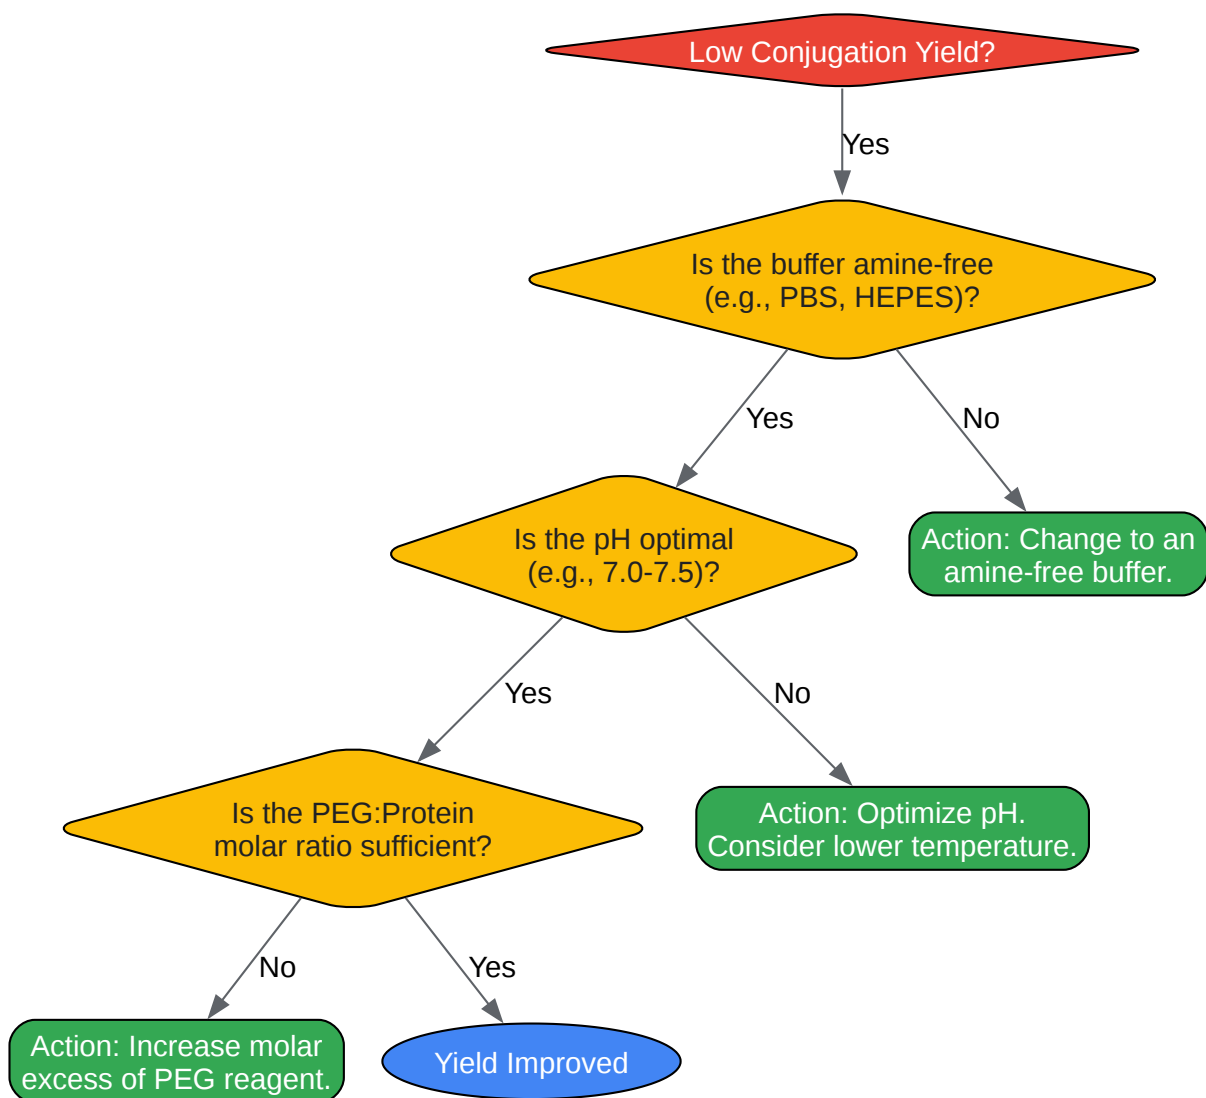 Low Conjugation Yield?
Yes
Is the buffer amine-free
(e.g., PBS, HEPES)?
Yes
No
Is the pH optimal
(e.g., 7.0-7.5)?
Action: Change to an
amine-free buffer.
Yes
No
Is the PEG:Protein
molar ratio sufficient?
Action: Optimize pH.
Consider lower temperature.
No
Yes
Action: Increase molar
excess of PEG reagent.
Yield Improved